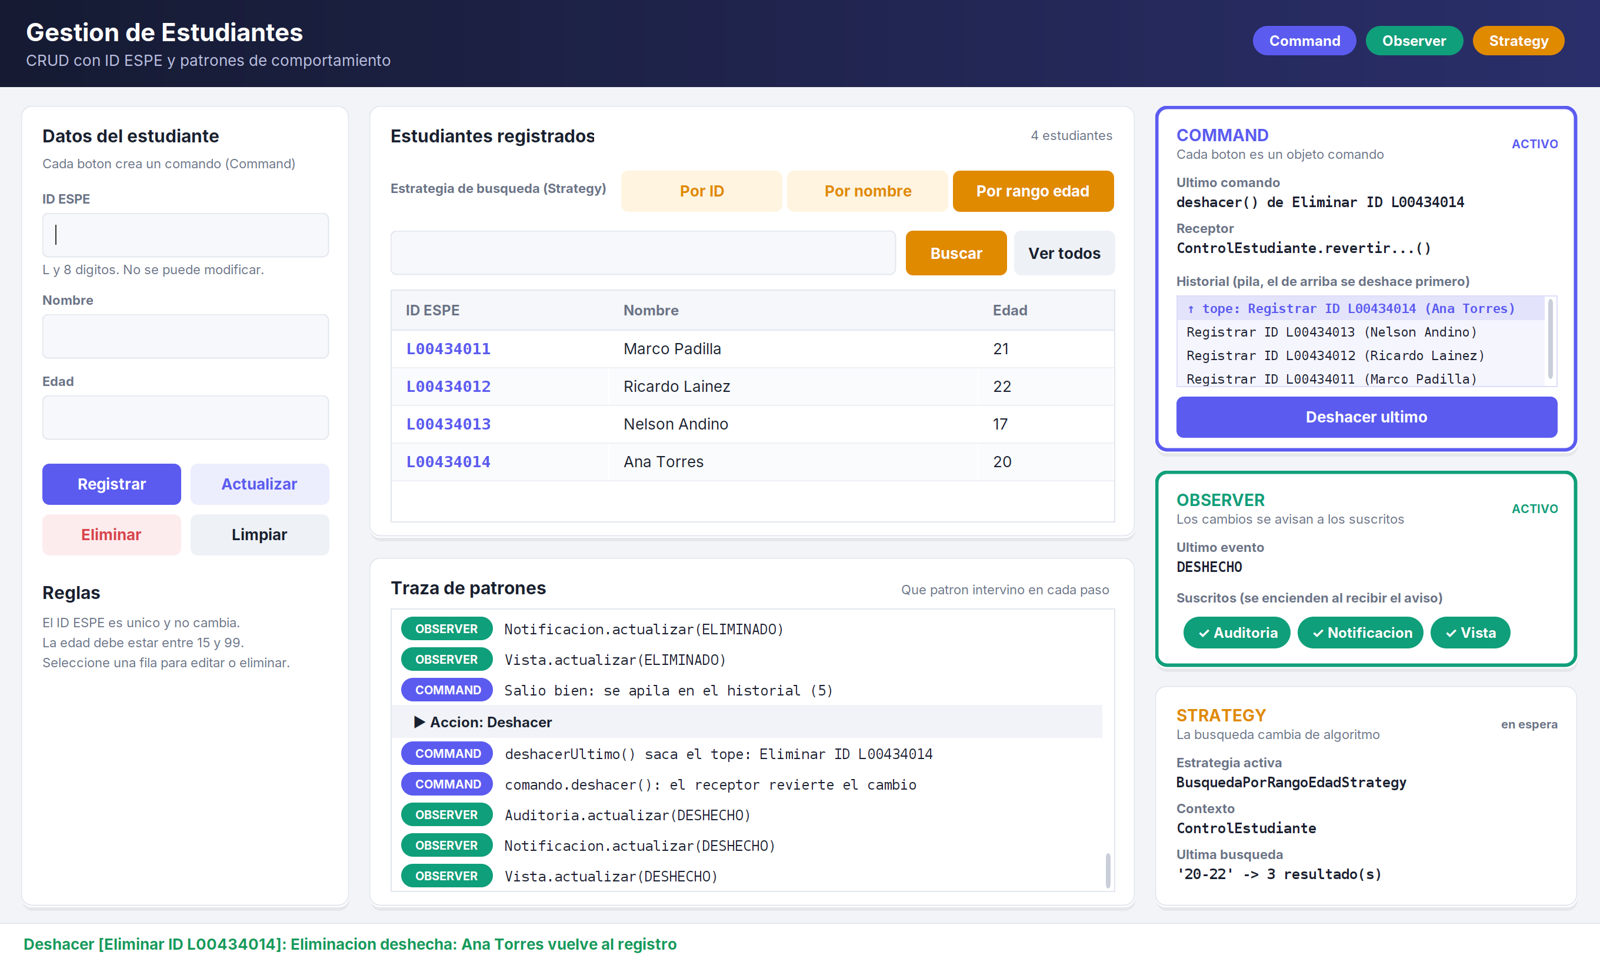 Gestion de Estudiantes
CRUD con ID ESPE y patrones de comportamiento
Command
Observer
Strategy
Datos del estudiante
Cada boton crea un comando (Command)
ID ESPE
L y 8 digitos. No se puede modificar.
Nombre
Edad
Registrar
Actualizar
Eliminar
Limpiar
Reglas
El ID ESPE es unico y no cambia.
La edad debe estar entre 15 y 99.
Seleccione una fila para editar o eliminar.
Estudiantes registrados
4 estudiantes
Estrategia de busqueda (Strategy)
Por ID
Por nombre
Por rango edad
Buscar
Ver todos
ID ESPE Nombre Edad
L00434011 Marco Padilla 21
L00434012 Ricardo Lainez 22
L00434013 Nelson Andino 17
L00434014 Ana Torres 20
Traza de patrones
Que patron intervino en cada paso
OBSERVER Notificacion.actualizar(ELIMINADO)
OBSERVER Vista.actualizar(ELIMINADO)
COMMAND Salio bien: se apila en el historial (5)
▶ Accion: Deshacer
COMMAND deshacerUltimo() saca el tope: Eliminar ID L00434014
COMMAND comando.deshacer(): el receptor revierte el cambio
OBSERVER Auditoria.actualizar(DESHECHO)
OBSERVER Notificacion.actualizar(DESHECHO)
OBSERVER Vista.actualizar(DESHECHO)
COMMAND
Cada boton es un objeto comando
ACTIVO
Ultimo comando
deshacer() de Eliminar ID L00434014
Receptor
ControlEstudiante.revertir...()
Historial (pila, el de arriba se deshace primero)
↑ tope: Registrar ID L00434014 (Ana Torres)
Registrar ID L00434013 (Nelson Andino)
Registrar ID L00434012 (Ricardo Lainez)
Registrar ID L00434011 (Marco Padilla)
Deshacer ultimo
OBSERVER
Los cambios se avisan a los suscritos
ACTIVO
Ultimo evento
DESHECHO
Suscritos (se encienden al recibir el aviso)
✓ Auditoria
✓ Notificacion
✓ Vista
STRATEGY
La busqueda cambia de algoritmo
en espera
Estrategia activa
BusquedaPorRangoEdadStrategy
Contexto
ControlEstudiante
Ultima busqueda
'20-22' -> 3 resultado(s)
Deshacer [Eliminar ID L00434014]: Eliminacion deshecha: Ana Torres vuelve al registro